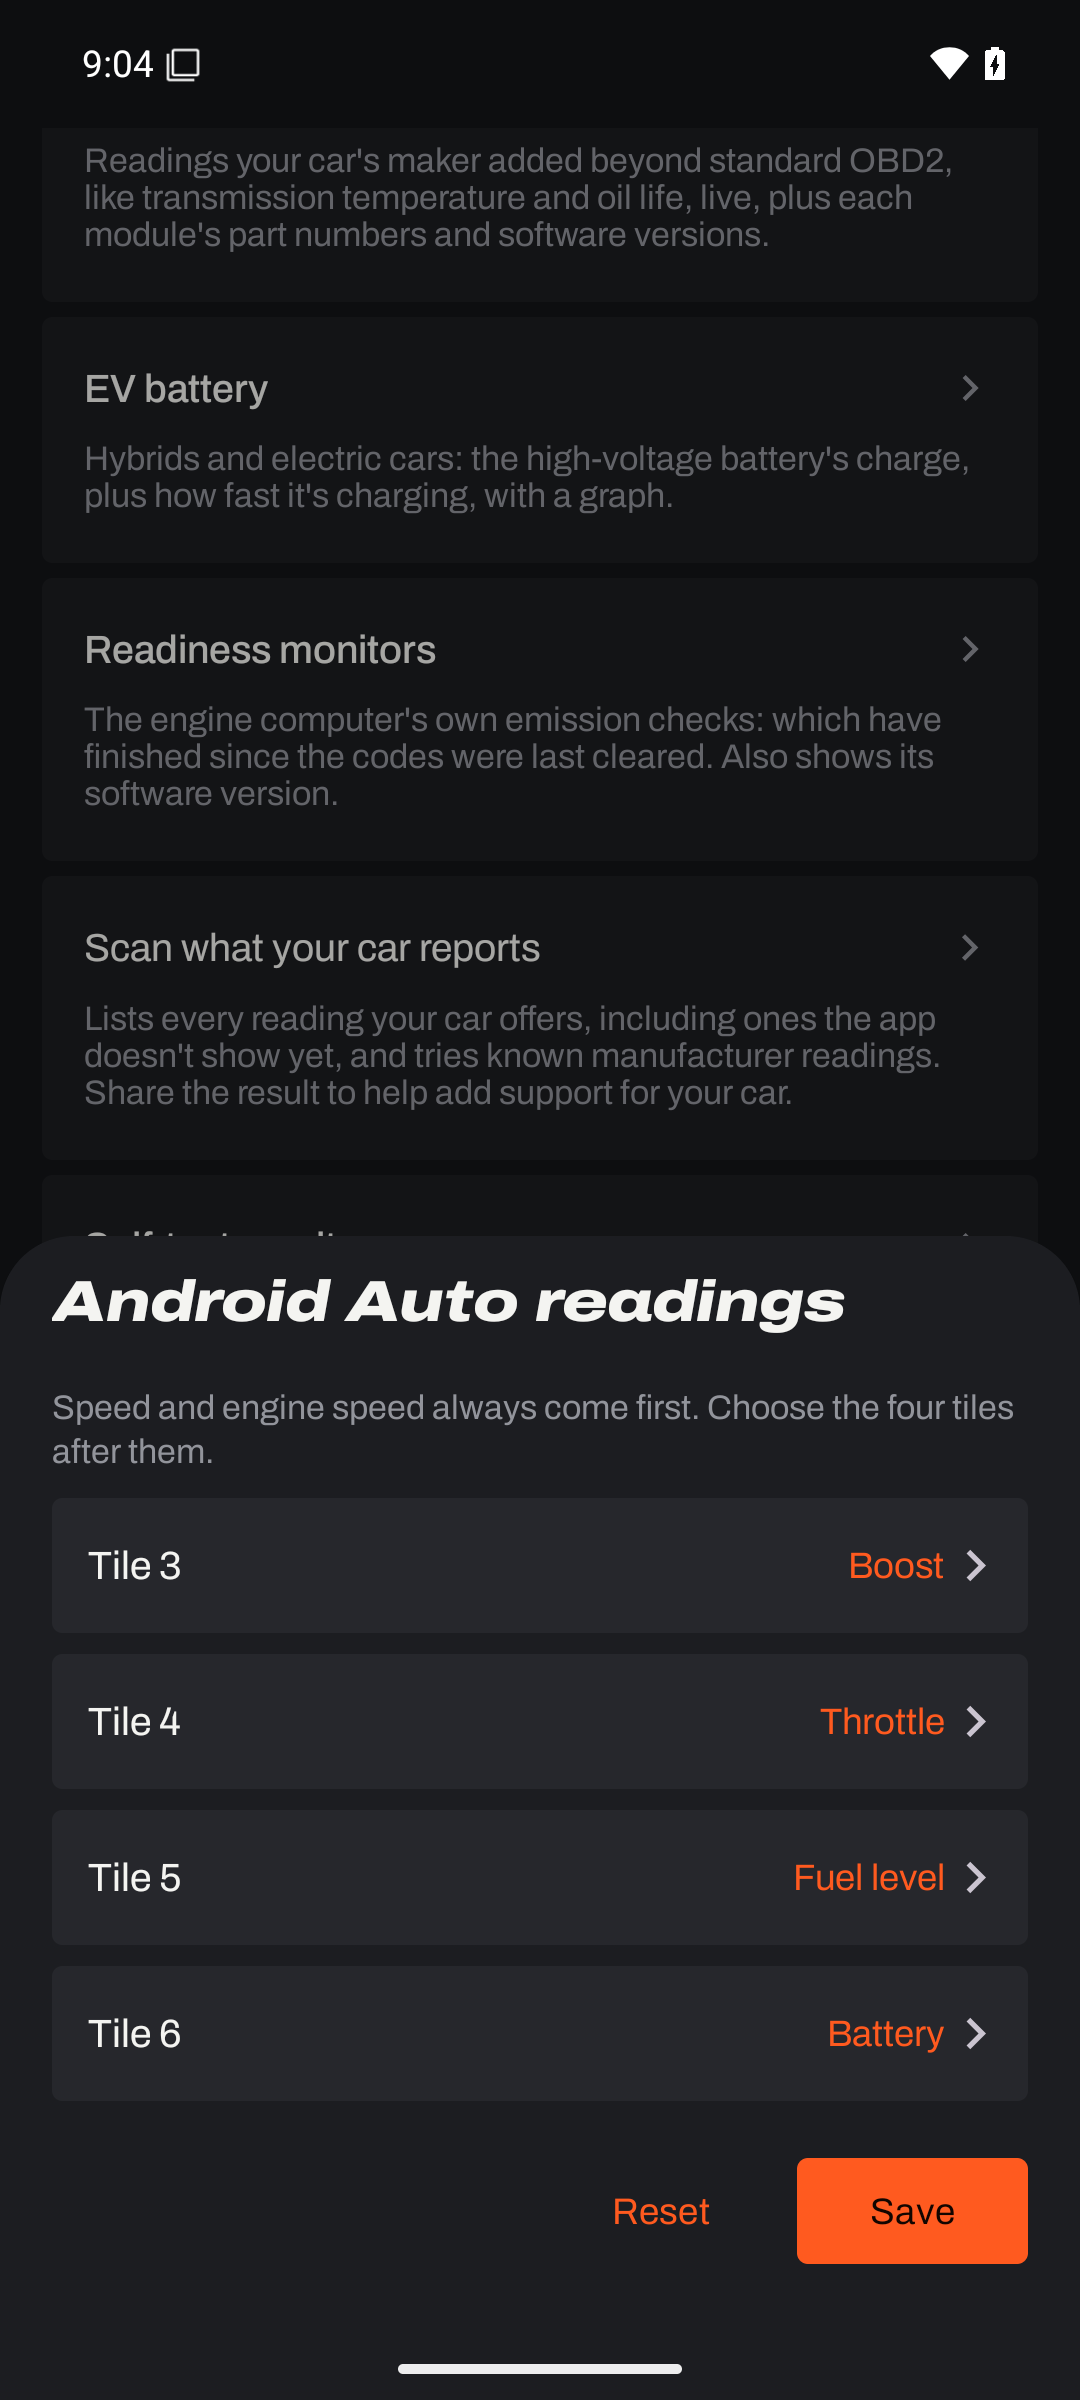 9:04
Readings your car's maker added beyond standard OBD2,
like transmission temperature and oil life, live, plus each
module's part numbers and software versions.
EV battery
Hybrids and electric cars: the high-voltage battery's charge,
plus how fast it's charging, with a graph.
Readiness monitors
The engine computer's own emission checks: which have
finished since the codes were last cleared. Also shows its
software version.
Scan what your car reports
Lists every reading your car offers, including ones the app
doesn't show yet, and tries known manufacturer readings.
Share the result to help add support for your car.
Android Auto readings
Speed and engine speed always come first. Choose the four tiles
after them.
Tile 3 Boost
Tile 4 Throttle
Tile 5 Fuel level
Tile 6 Battery
Reset Save